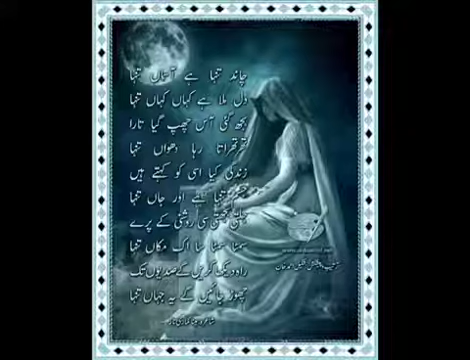 چاند تنہا ہے آسماں تنہا
دل ملا ہے کہاں کہاں تنہا
بجھ گئی آس چھپ گیا تارا
تھرتھراتا رہا دھواں تنہا
زندگی کیا اسی کو کہتے ہیں
جسم تنہا ہے اور جاں تنہا
جلتی بجھتی سی روشنی کے پرے
سمٹا سمٹا سا اک مکاں تنہا
راہ دیکھا کریں گے صدیوں تک
چھوڑ جائیں گے یہ جہاں تنہا